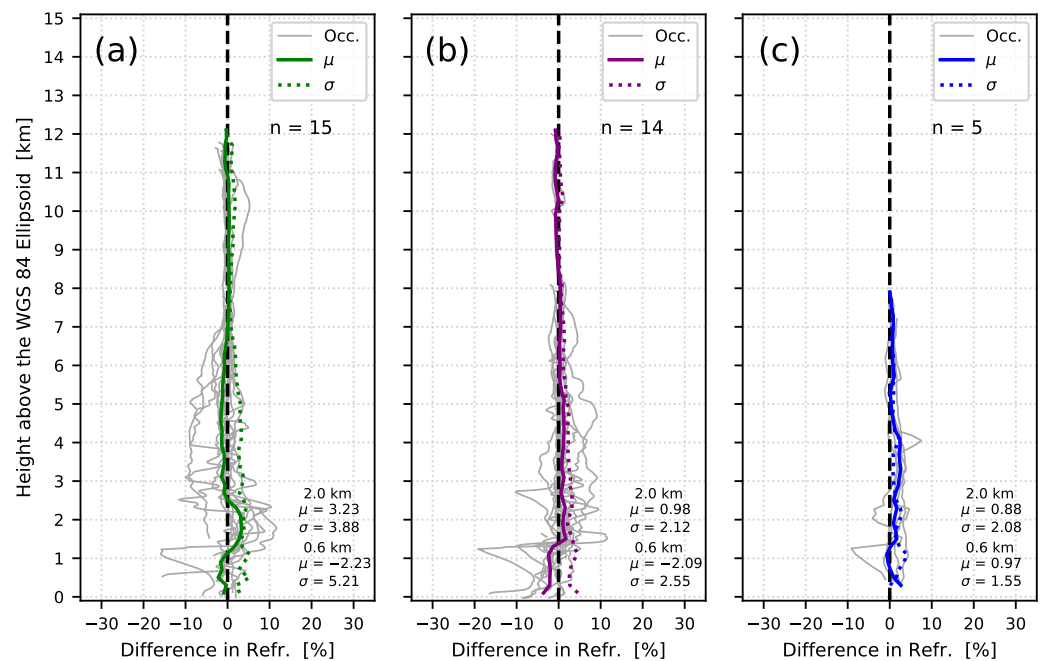 (a)
Occ.
μ
σ
n = 15
2.0 km
μ = 3.23
σ = 3.88
0.6 km
μ = −2.23
σ = 5.21
15
14
13
12
11
10
9
8
7
6
5
4
3
2
1
0
Height above the WGS 84 Ellipsoid [km]
−30 −20 −10 0 10 20 30
Difference in Refr. [%]
(b)
Occ.
μ
σ
n = 14
2.0 km
μ = 0.98
σ = 2.12
0.6 km
μ = −2.09
σ = 2.55
−30 −20 −10 0 10 20 30
Difference in Refr. [%]
(c)
Occ.
μ
σ
n = 5
2.0 km
μ = 0.88
σ = 2.08
0.6 km
μ = 0.97
σ = 1.55
−30 −20 −10 0 10 20 30
Difference in Refr. [%]